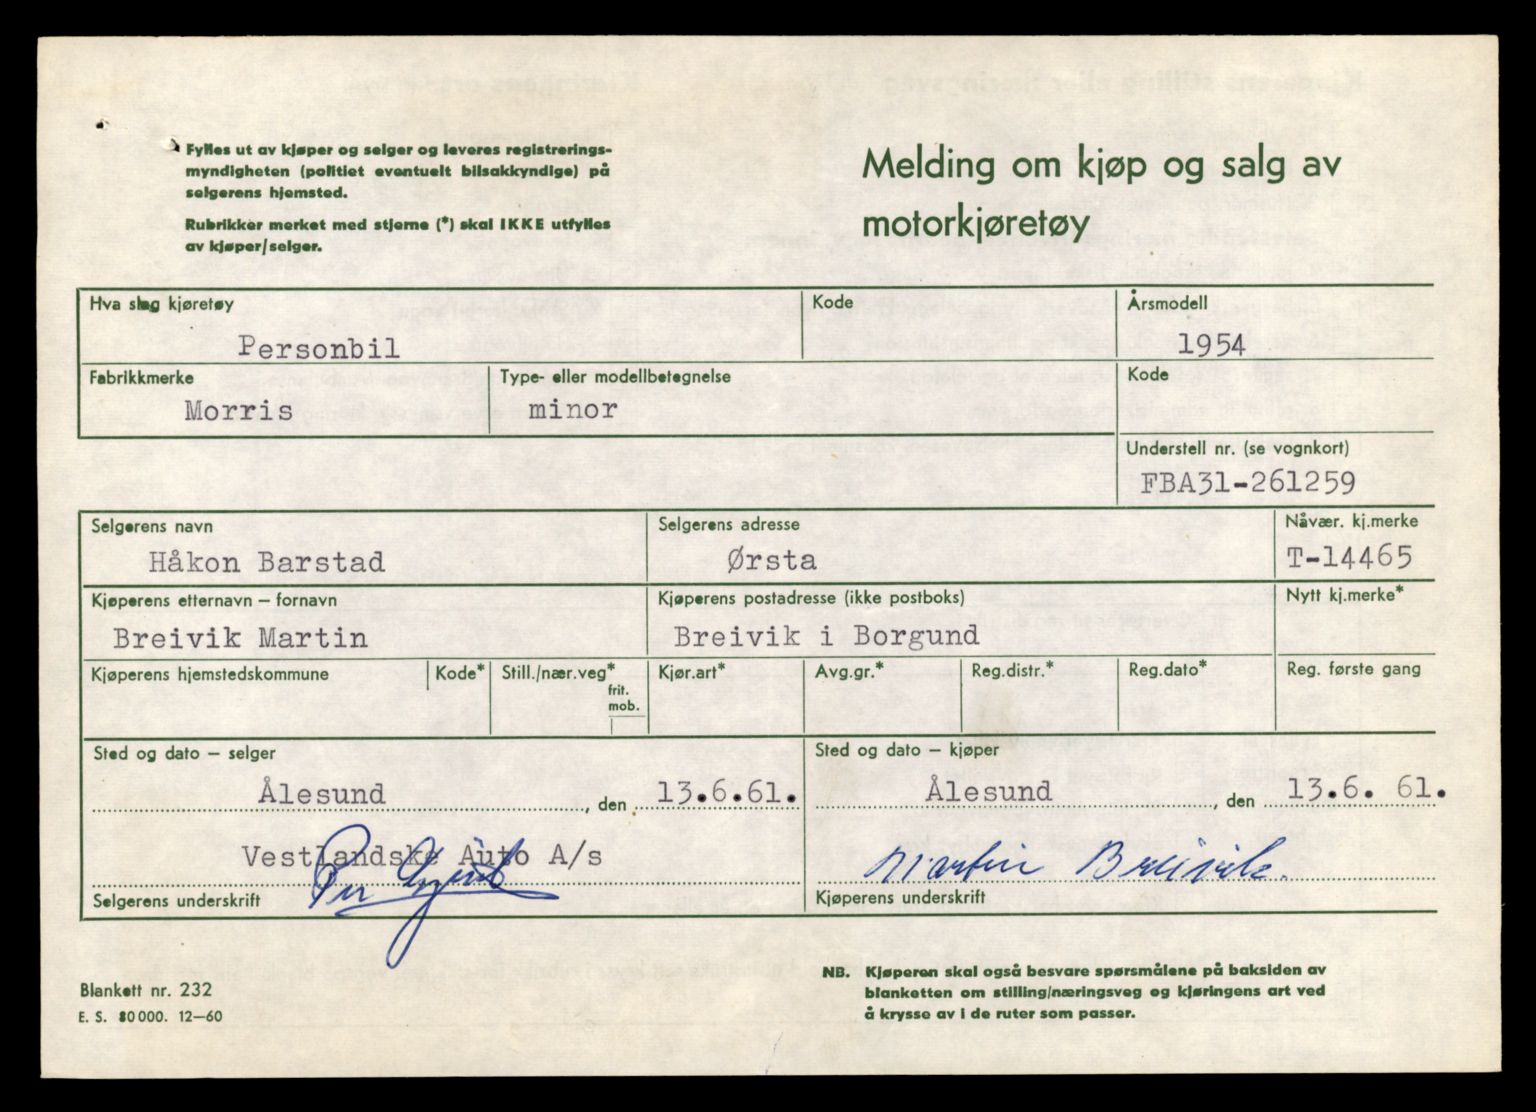 Fylles ut av kjøper og selger og leveres registrerings-
myndigheten (politiet eventuelt bilsakkyndige) på
selgerens hjemsted.
Rubrikker merket med stjerne (*) skal IKKE utfylles
av kjøper/selger.
Melding om kjøp og salg av
motorkjøretøy
Hva slag kjøretøy
Kode
Årsmodell
Personbil
1954
Fabrikkmerke
Type- eller modellbetegnelse
Kode
Morris
minor
Understell nr. (se vognkort)
FBA31-261259
Selgerens navn
Selgerens adresse
Nåvær. kj.merke
Håkon Barstad
Ørsta
T-14465
Kjøperens etternavn – fornavn
Kjøperens postadresse (ikke postboks)
Nytt kj.merke*
Breivik Martin
Breivik i Borgund
Kjøperens hjemstedskommune
Kode*
Still./nær.veg*
frit.
mob.
Kjør.art*
Avg.gr.*
Reg.distr.*
Reg.dato*
Reg. første gang
Sted og dato – selger
Sted og dato – kjøper
Ålesund, den 13.6.61.
Ålesund, den 13.6. 61.
Vestlandske Auto A/s
Martin Breivik.
Selgerens underskrift
Kjøperens underskrift
Blankett nr. 232
E. S. 80000. 12–60
NB. Kjøperen skal også besvare spørsmålene på baksiden av
blanketten om stilling/næringsveg og kjøringens art ved
å krysse av i de ruter som passer.